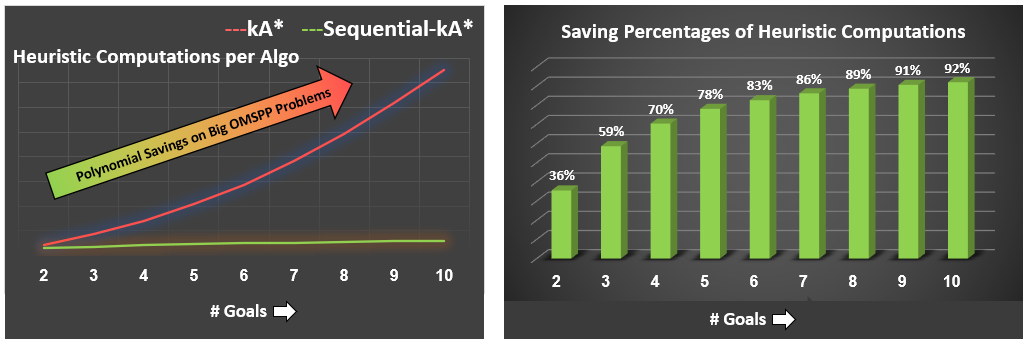 ---kA* ---Sequential-kA*
Heuristic Computations per Algo
Polynomial Savings on Big OMSPP Problems
2 3 4 5 6 7 8 9 10
# Goals
Saving Percentages of Heuristic Computations
36% 59% 70% 78% 83% 86% 89% 91% 92%
2 3 4 5 6 7 8 9 10
# Goals